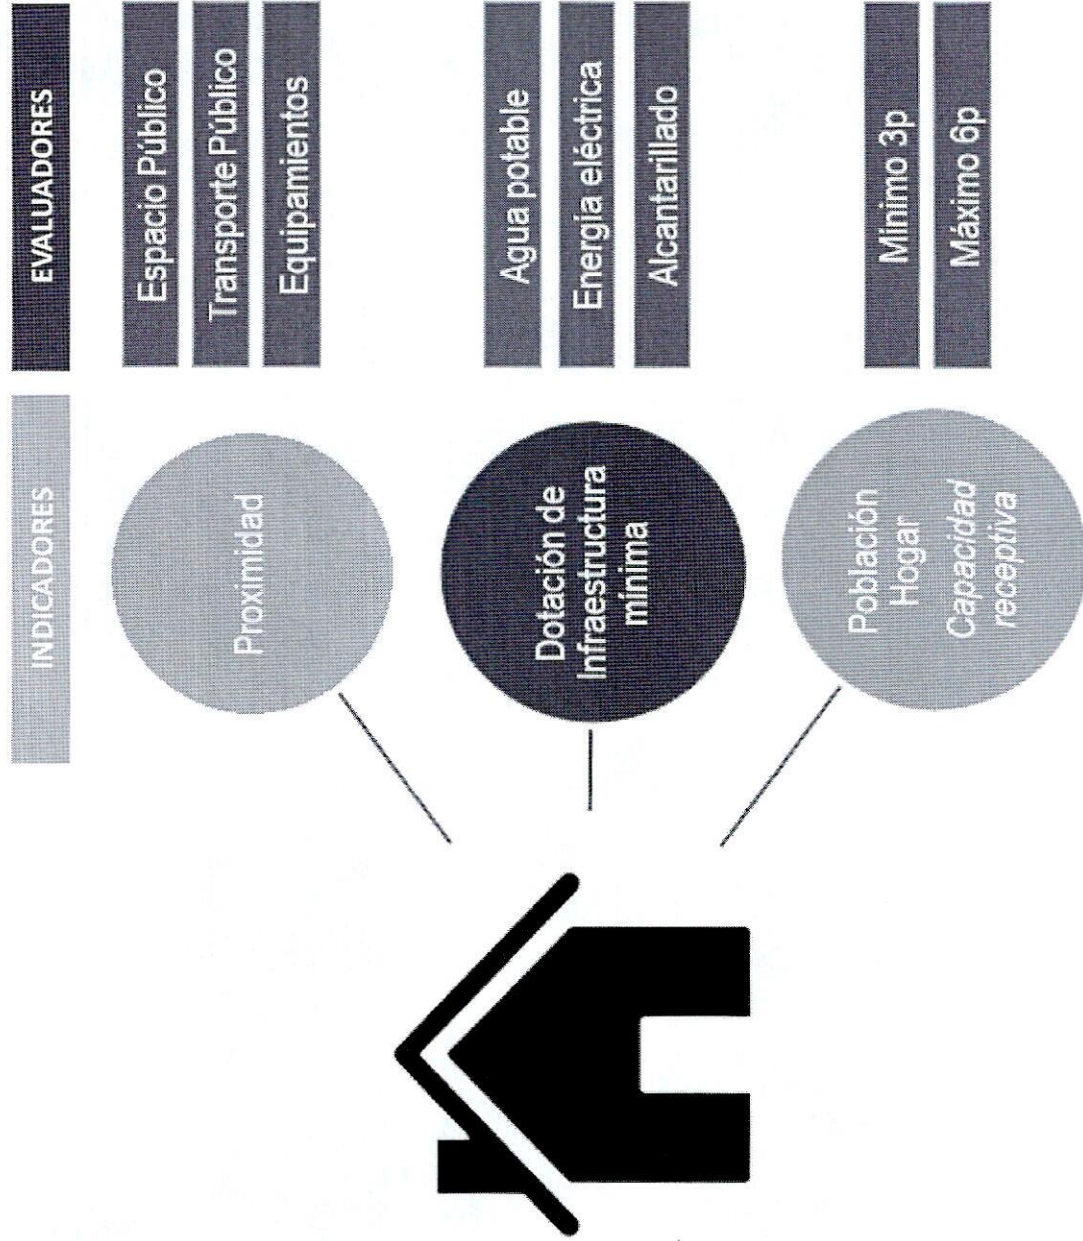 INDICADORES
EVALUADORES
Proximidad
Espacio Público
Transporte Público
Equipamientos
Dotación de
Infraestructura
mínima
Agua potable
Energía eléctrica
Alcantarillado
Población
Hogar
Capacidad
receptiva
Mínimo 3p
Máximo 6p